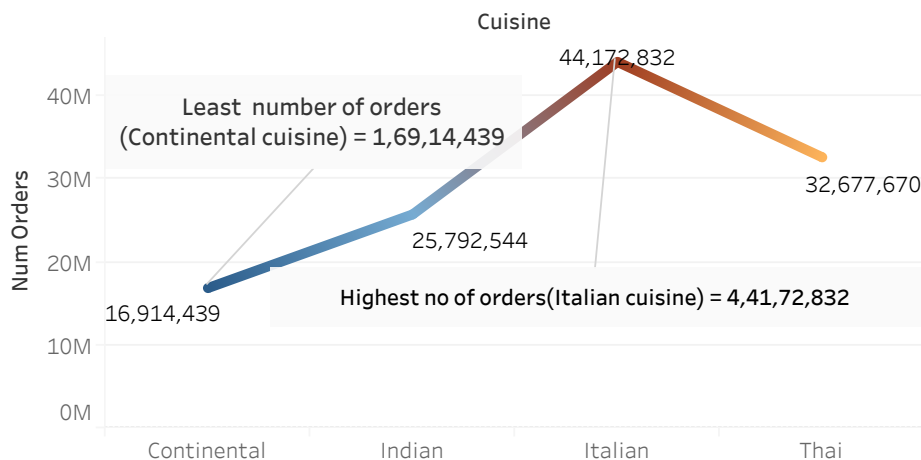 Cuisine
44,172,832
40M
Least  number of orders
(Continental cuisine) = 1,69,14,439
30M
32,677,670
Num Orders
25,792,544
20M
Highest no of orders(Italian cuisine) = 4,41,72,832
16,914,439
10M
0M
Continental
Indian
Italian
Thai